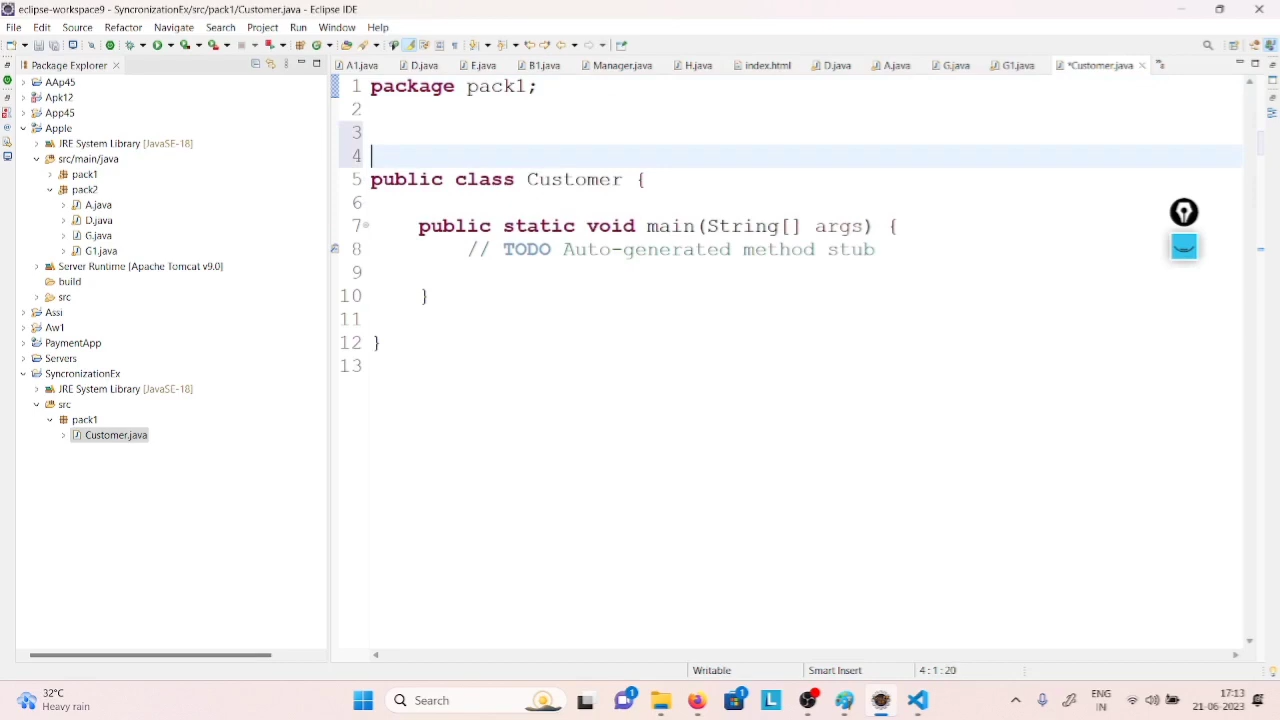 eclipse-workspace9 - SyncronizationEx/src/pack1/Customer.java - Eclipse IDE
File Edit Source Refactor Navigate Search Project Run Window Help
Package Explorer
A1.java D.java E.java B1.java Manager.java H.java index.html D.java A.java G.java G1.java *Customer.java
AAp45
Apk12
App45
Apple
JRE System Library [JavaSE-18]
src/main/java
pack1
pack2
A.java
D.java
G.java
G1.java
Server Runtime [Apache Tomcat v9.0]
build
src
Assi
Aw1
PaymentApp
Servers
SyncronizationEx
JRE System Library [JavaSE-18]
src
pack1
Customer.java
1 package pack1;
2
3
4
5 public class Customer {
6
7 public static void main(String[] args) {
8 // TODO Auto-generated method stub
9
10 }
11
12 }
13
Writable Smart Insert 4:1:20
32°C
Heavy rain
Search
1
1
ENG
IN
17:13
21-06-2023